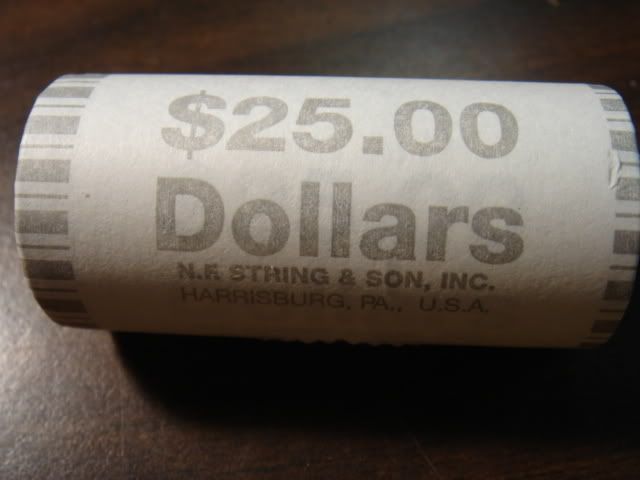 $25.00
Dollars
N.F. STHING & SON, INC.
HARRISBURG, PA., U.S.A.